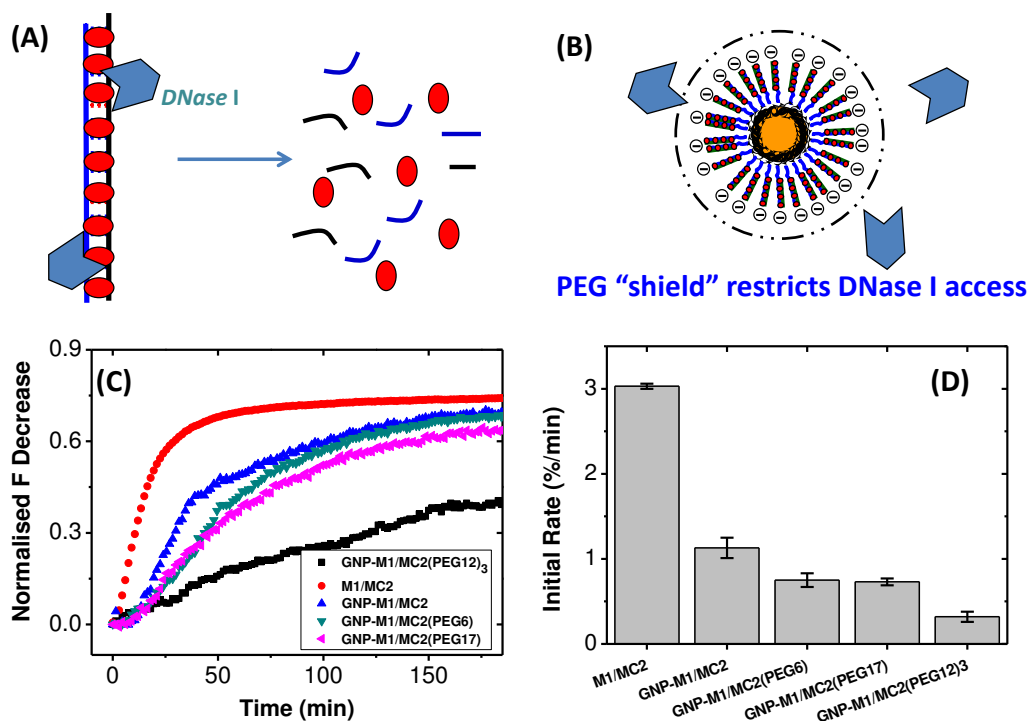 (A)
DNase I
(B)
PEG “shield” restricts DNase I access
(C)
Normalised F Decrease
0.9
0.6
0.3
0.0
0
50
100
150
Time (min)
GNP-M1/MC2(PEG12)₃
M1/MC2
GNP-M1/MC2
GNP-M1/MC2(PEG6)
GNP-M1/MC2(PEG17)
(D)
Initial Rate (%/min)
3
2
1
0
M1/MC2
GNP-M1/MC2
GNP-M1/MC2(PEG6)
GNP-M1/MC2(PEG17)
GNP-M1/MC2(PEG12)3